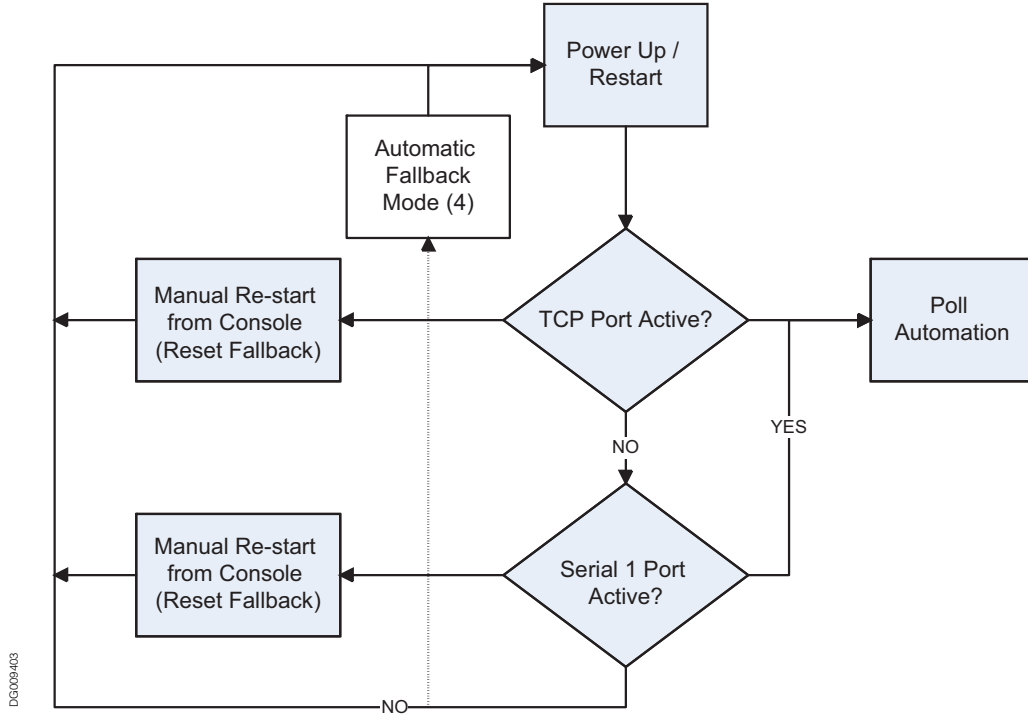 Power Up /
Restart
Automatic
Fallback
Mode (4)
Manual Re-start
from Console
(Reset Fallback)
TCP Port Active?
Poll
Automation
NO
YES
Manual Re-start
from Console
(Reset Fallback)
Serial 1 Port
Active?
NO
DG009403